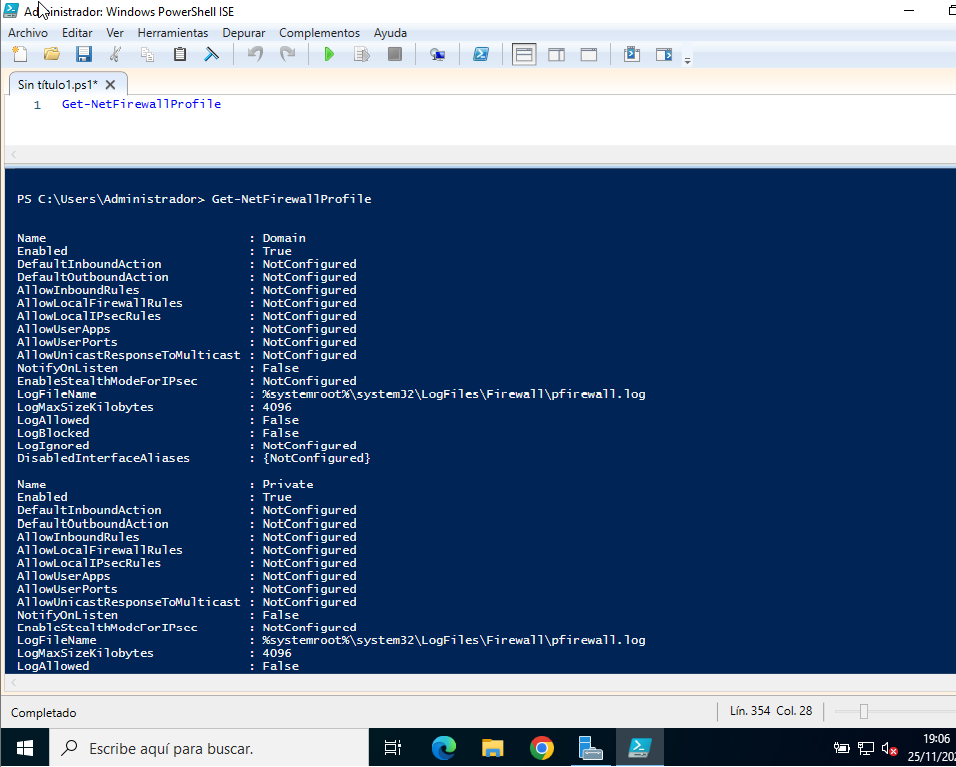 Administrador: Windows PowerShell ISE
Archivo Editar Ver Herramientas Depurar Complementos Ayuda
Sin título1.ps1* X
1 Get-NetFirewallProfile
PS C:\Users\Administrador> Get-NetFirewallProfile
Name : Domain
Enabled : True
DefaultInboundAction : NotConfigured
DefaultOutboundAction : NotConfigured
AllowInboundRules : NotConfigured
AllowLocalFirewallRules : NotConfigured
AllowLocalIPsecRules : NotConfigured
AllowUserApps : NotConfigured
AllowUserPorts : NotConfigured
AllowUnicastResponseToMulticast : NotConfigured
NotifyOnListen : False
EnableStealthModeForIPsec : NotConfigured
LogFileName : %systemroot%\system32\LogFiles\Firewall\pfirewall.log
LogMaxSizeKilobytes : 4096
LogAllowed : False
LogBlocked : False
LogIgnored : NotConfigured
DisabledInterfaceAliases : {NotConfigured}
Name : Private
Enabled : True
DefaultInboundAction : NotConfigured
DefaultOutboundAction : NotConfigured
AllowInboundRules : NotConfigured
AllowLocalFirewallRules : NotConfigured
AllowLocalIPsecRules : NotConfigured
AllowUserApps : NotConfigured
AllowUserPorts : NotConfigured
AllowUnicastResponseToMulticast : NotConfigured
NotifyOnListen : False
EnableStealthModeForIPsec : NotConfigured
LogFileName : %systemroot%\system32\LogFiles\Firewall\pfirewall.log
LogMaxSizeKilobytes : 4096
LogAllowed : False
Completado
Lín. 354 Col. 28
Escribe aquí para buscar.
19:06
25/11/202